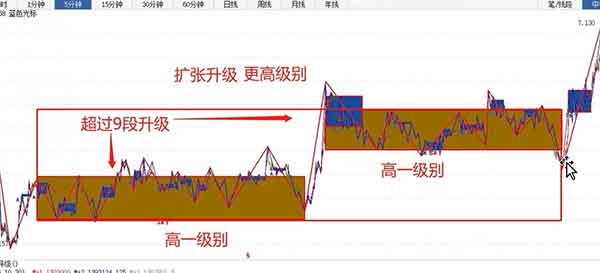 时 1分钟 5分钟 15分钟 30分钟 60分钟 日线 周线 月线 年线 笔/线段 中
58 蓝色光标
7.130
扩张升级 更高级别
超过9段升级
高一级别
高一级别